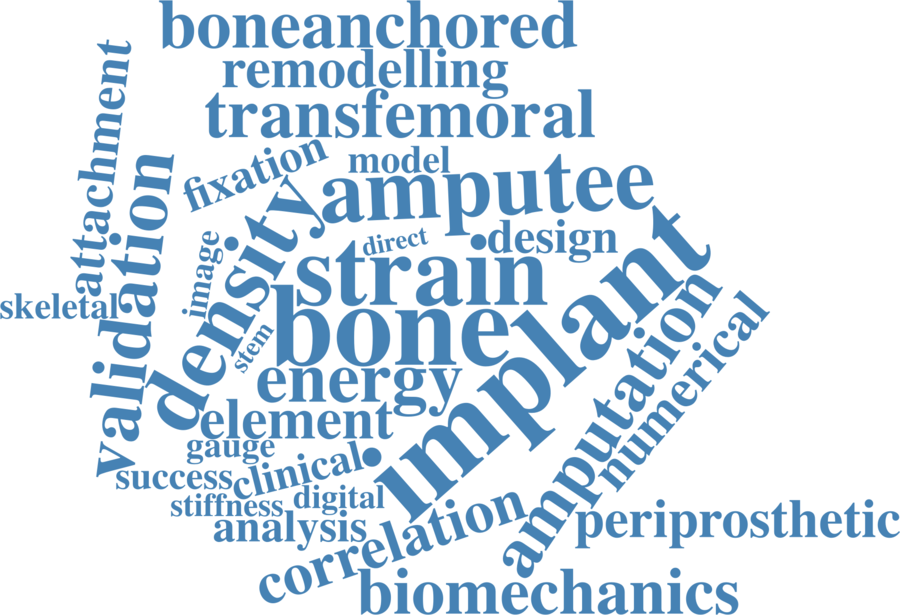 boneanchored
remodelling
transfemoral
attachment
fixation
model
amputee
validation
density
image
direct
design
strain
implant
skeletal
bone
stem
energy
amputation
numerical
element
gauge
success
clinical
stiffness
digital
analysis
correlation
periprosthetic
biomechanics